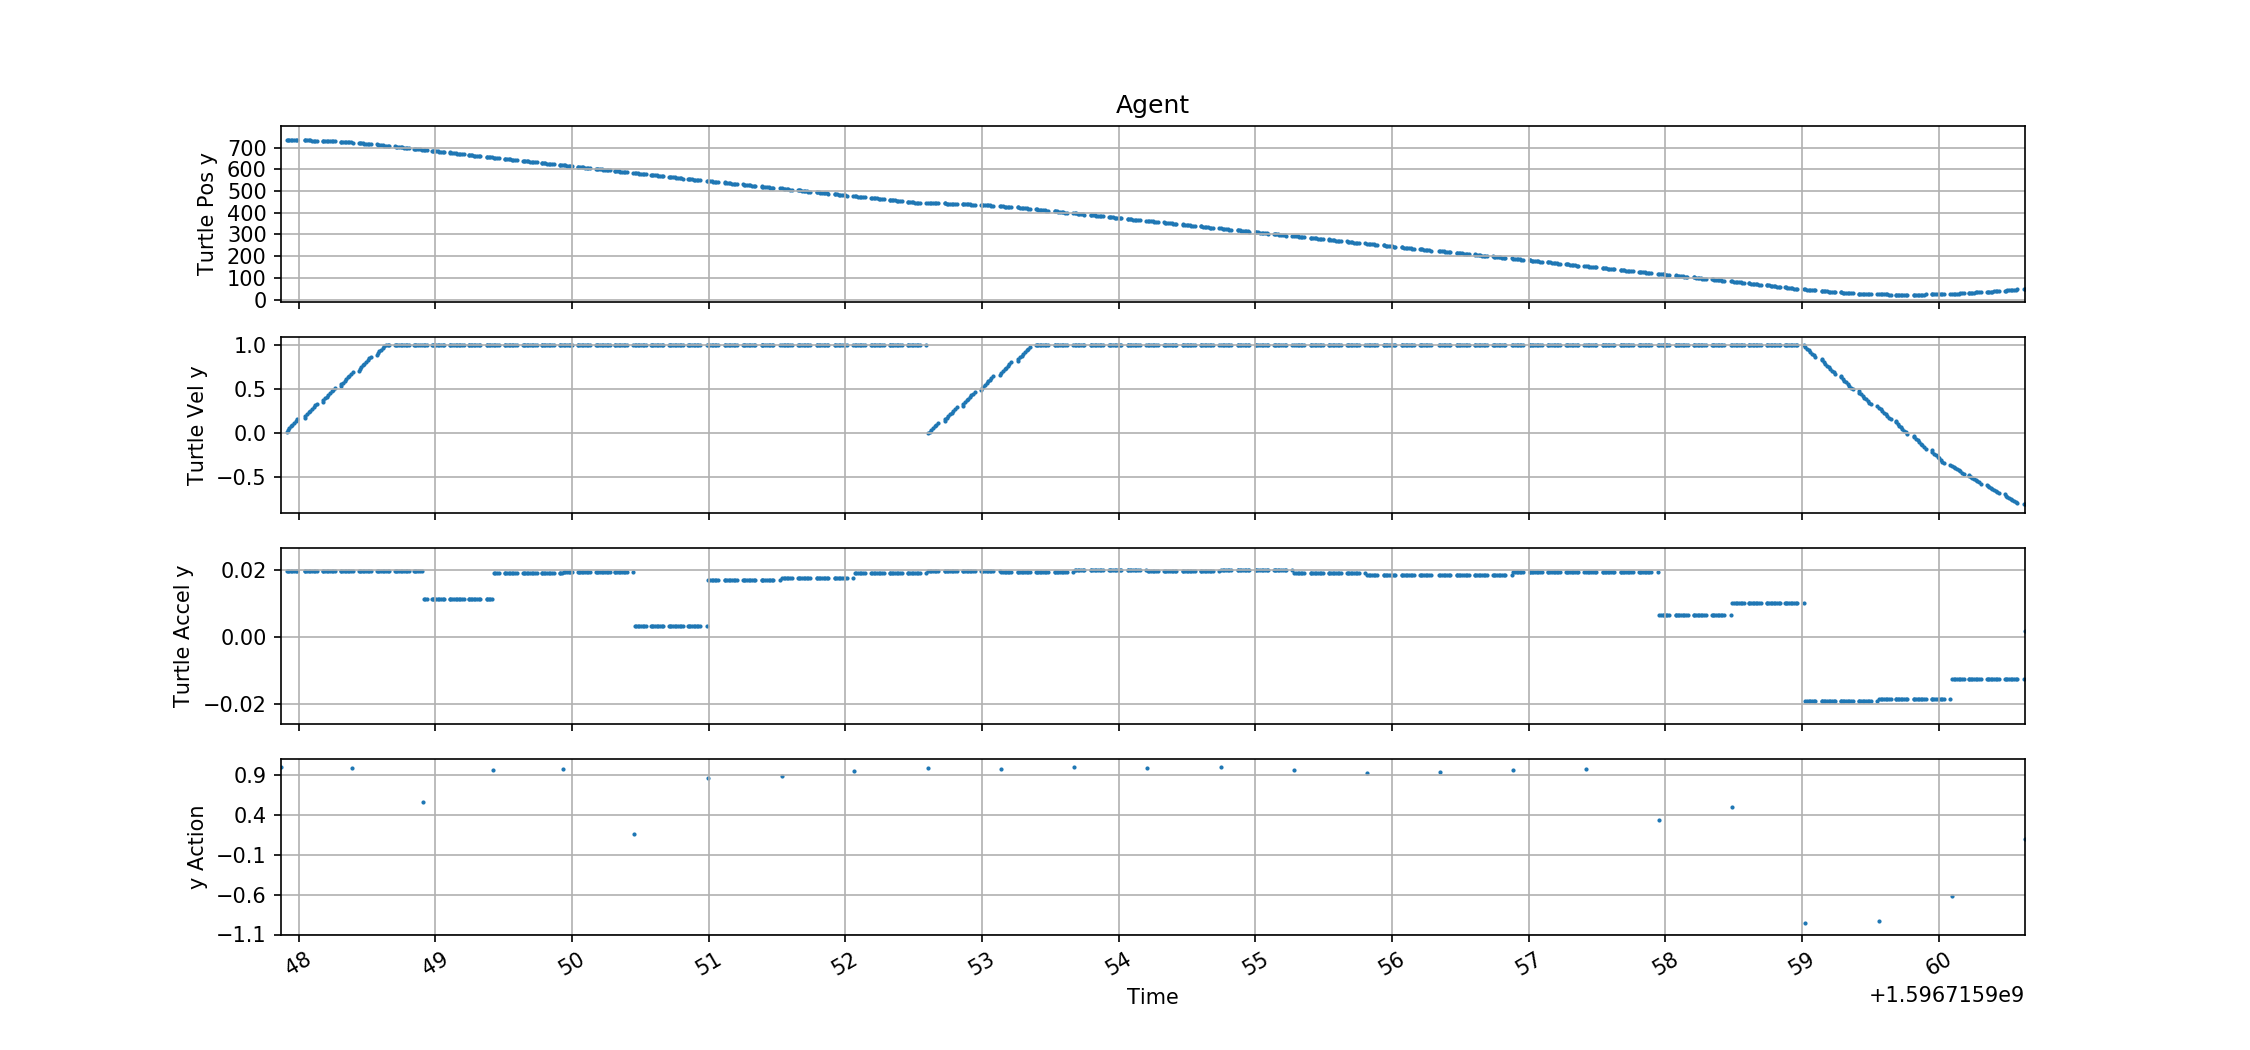 Agent
Turtle Pos y
700
600
500
400
300
200
100
0
Turtle Vel y
1.0
0.5
0.0
−0.5
Turtle Accel y
0.02
0.00
−0.02
y Action
0.9
0.4
−0.1
−0.6
−1.1
48 49 50 51 52 53 54 55 56 57 58 59 60
Time
+1.5967159e9